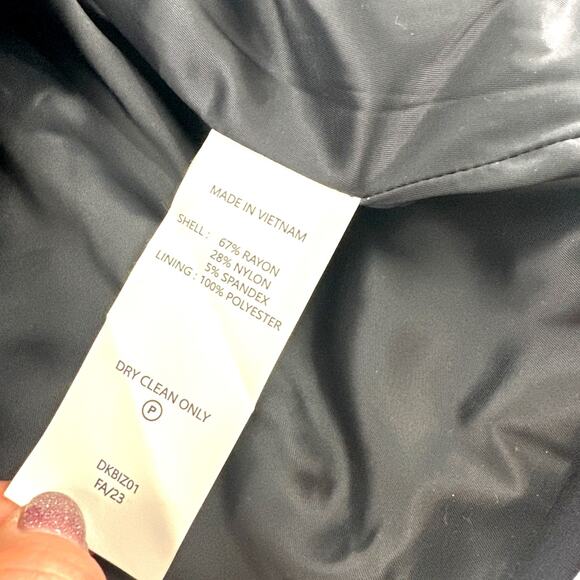 MADE IN VIETNAM
SHELL : 67% RAYON
28% NYLON
5% SPANDEX
LINING : 100% POLYESTER
DRY CLEAN ONLY
P
DKBIZ01
FA/23